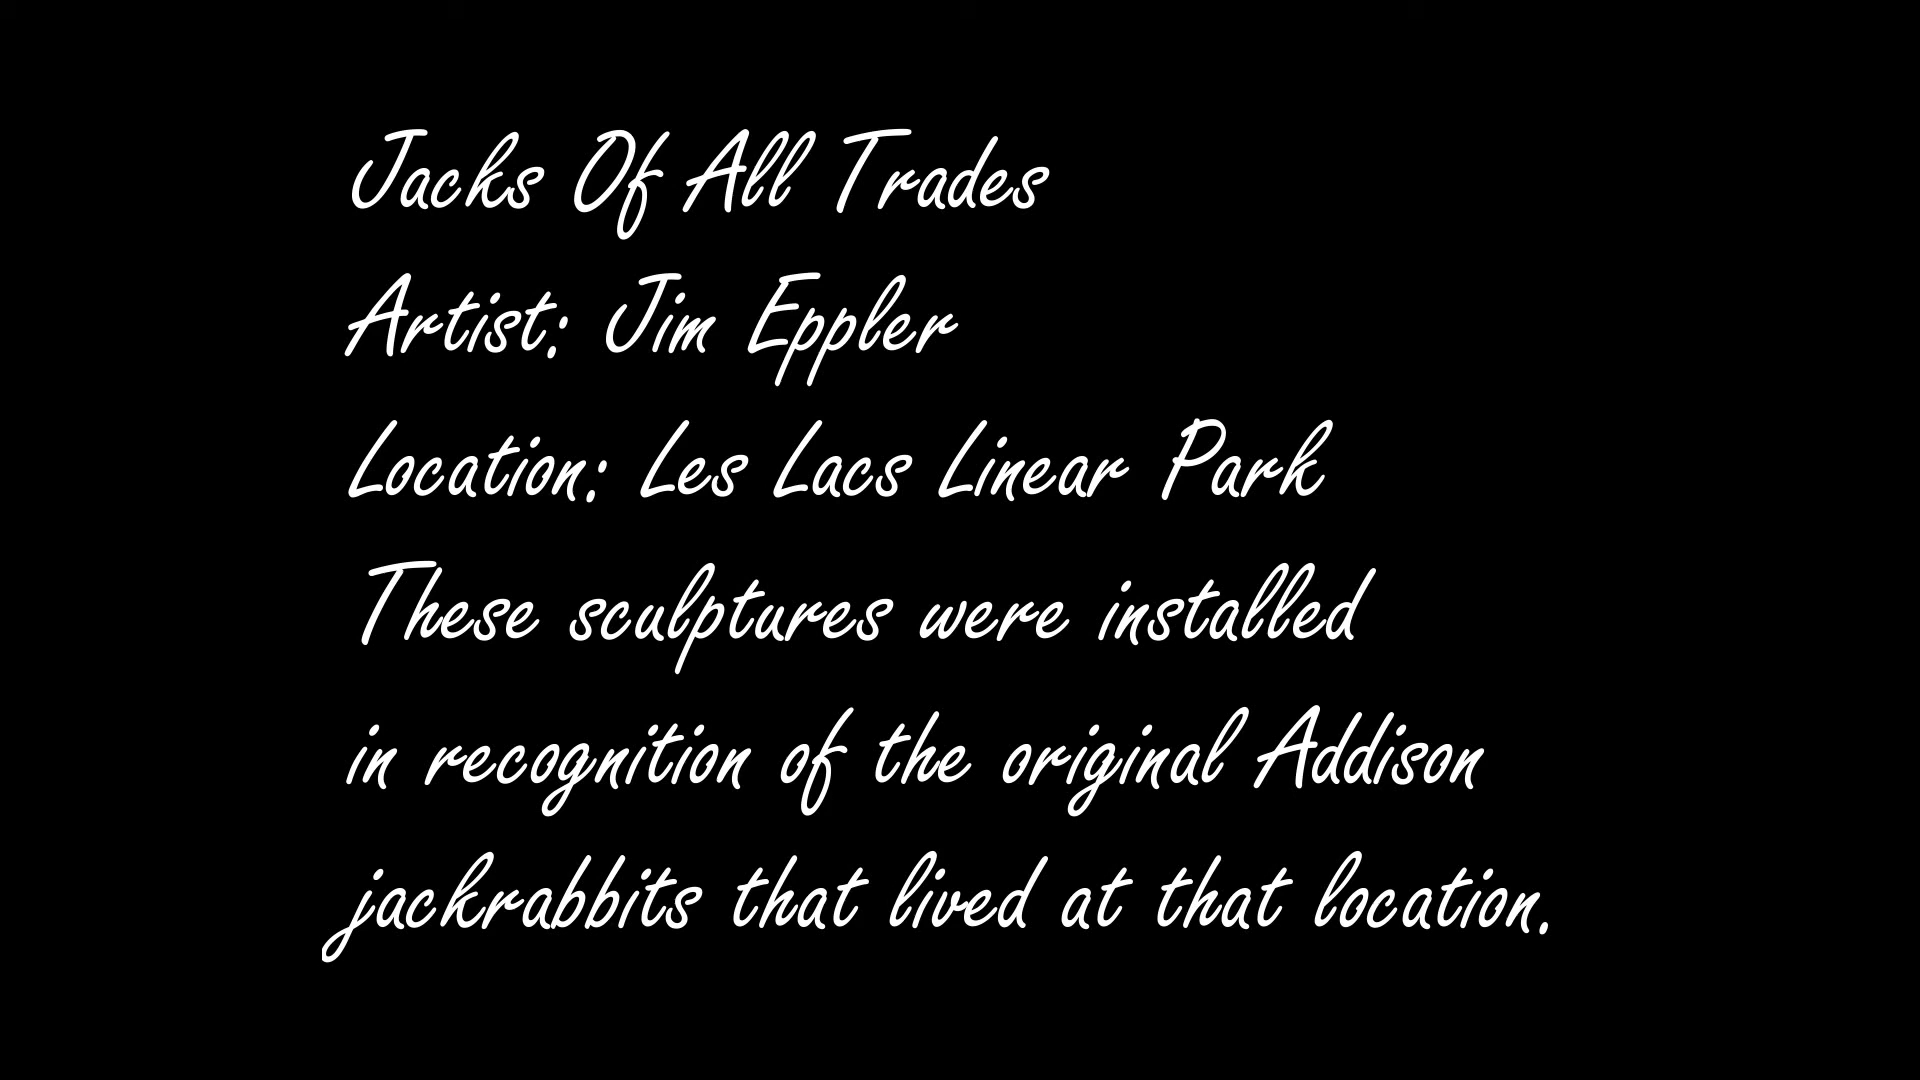 Jacks Of All Trades
Artist: Jim Eppler
Location: Les Lacs Linear Park
These sculptures were installed
in recognition of the original Addison
jackrabbits that lived at that location.